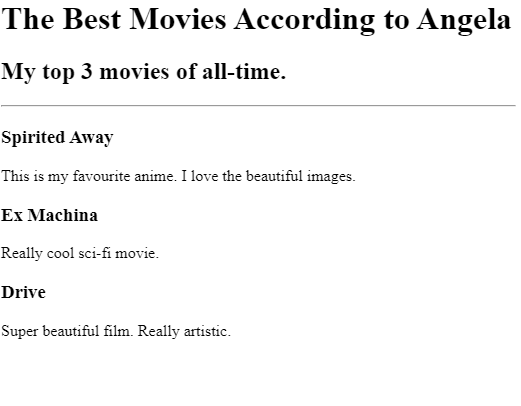 The Best Movies According to Angela
My top 3 movies of all-time.
Spirited Away
This is my favourite anime. I love the beautiful images.
Ex Machina
Really cool sci-fi movie.
Drive
Super beautiful film. Really artistic.